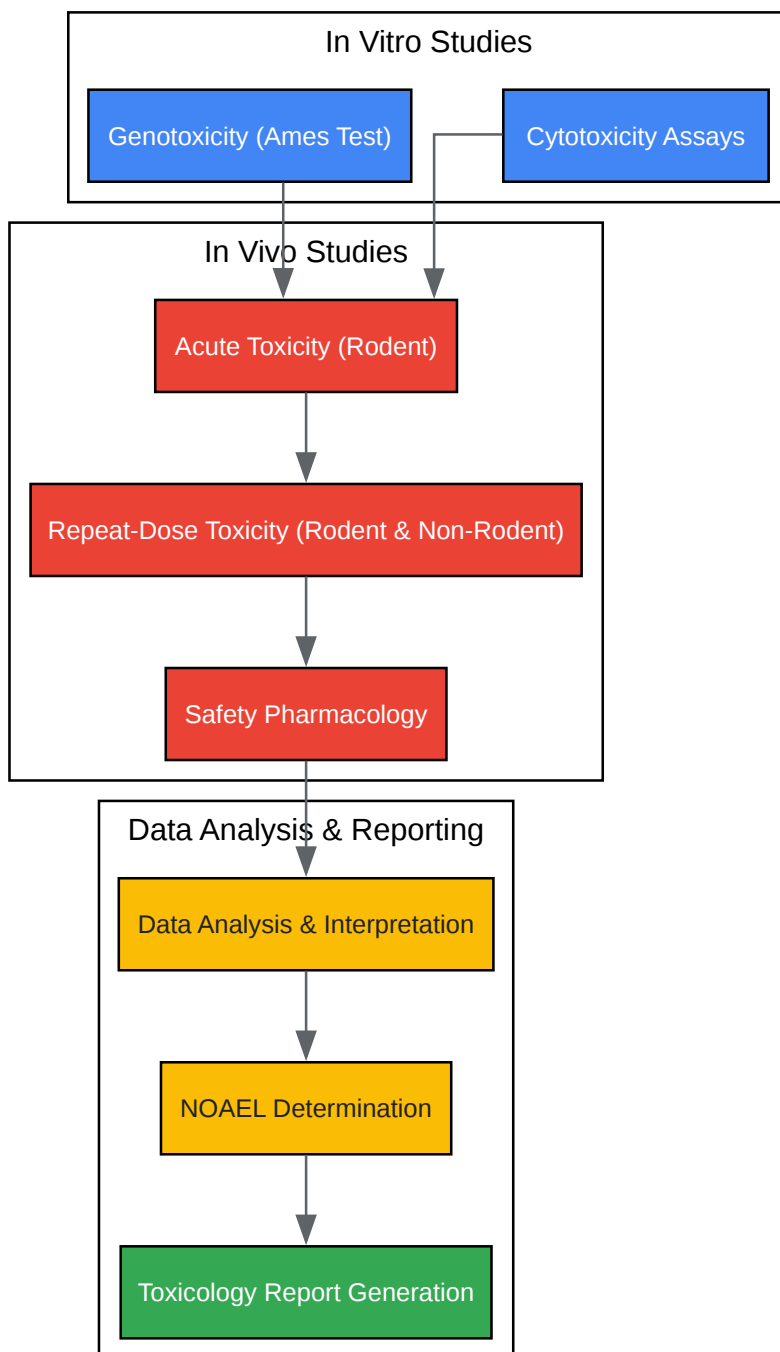 In Vitro Studies
Genotoxicity (Ames Test)
Cytotoxicity Assays
In Vivo Studies
Acute Toxicity (Rodent)
Repeat-Dose Toxicity (Rodent & Non-Rodent)
Safety Pharmacology
Data Analysis & Reporting
Data Analysis & Interpretation
NOAEL Determination
Toxicology Report Generation